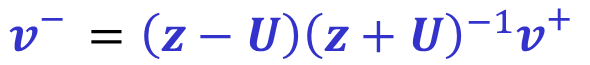 v⁻ = (z − U)(z + U)⁻¹v⁺